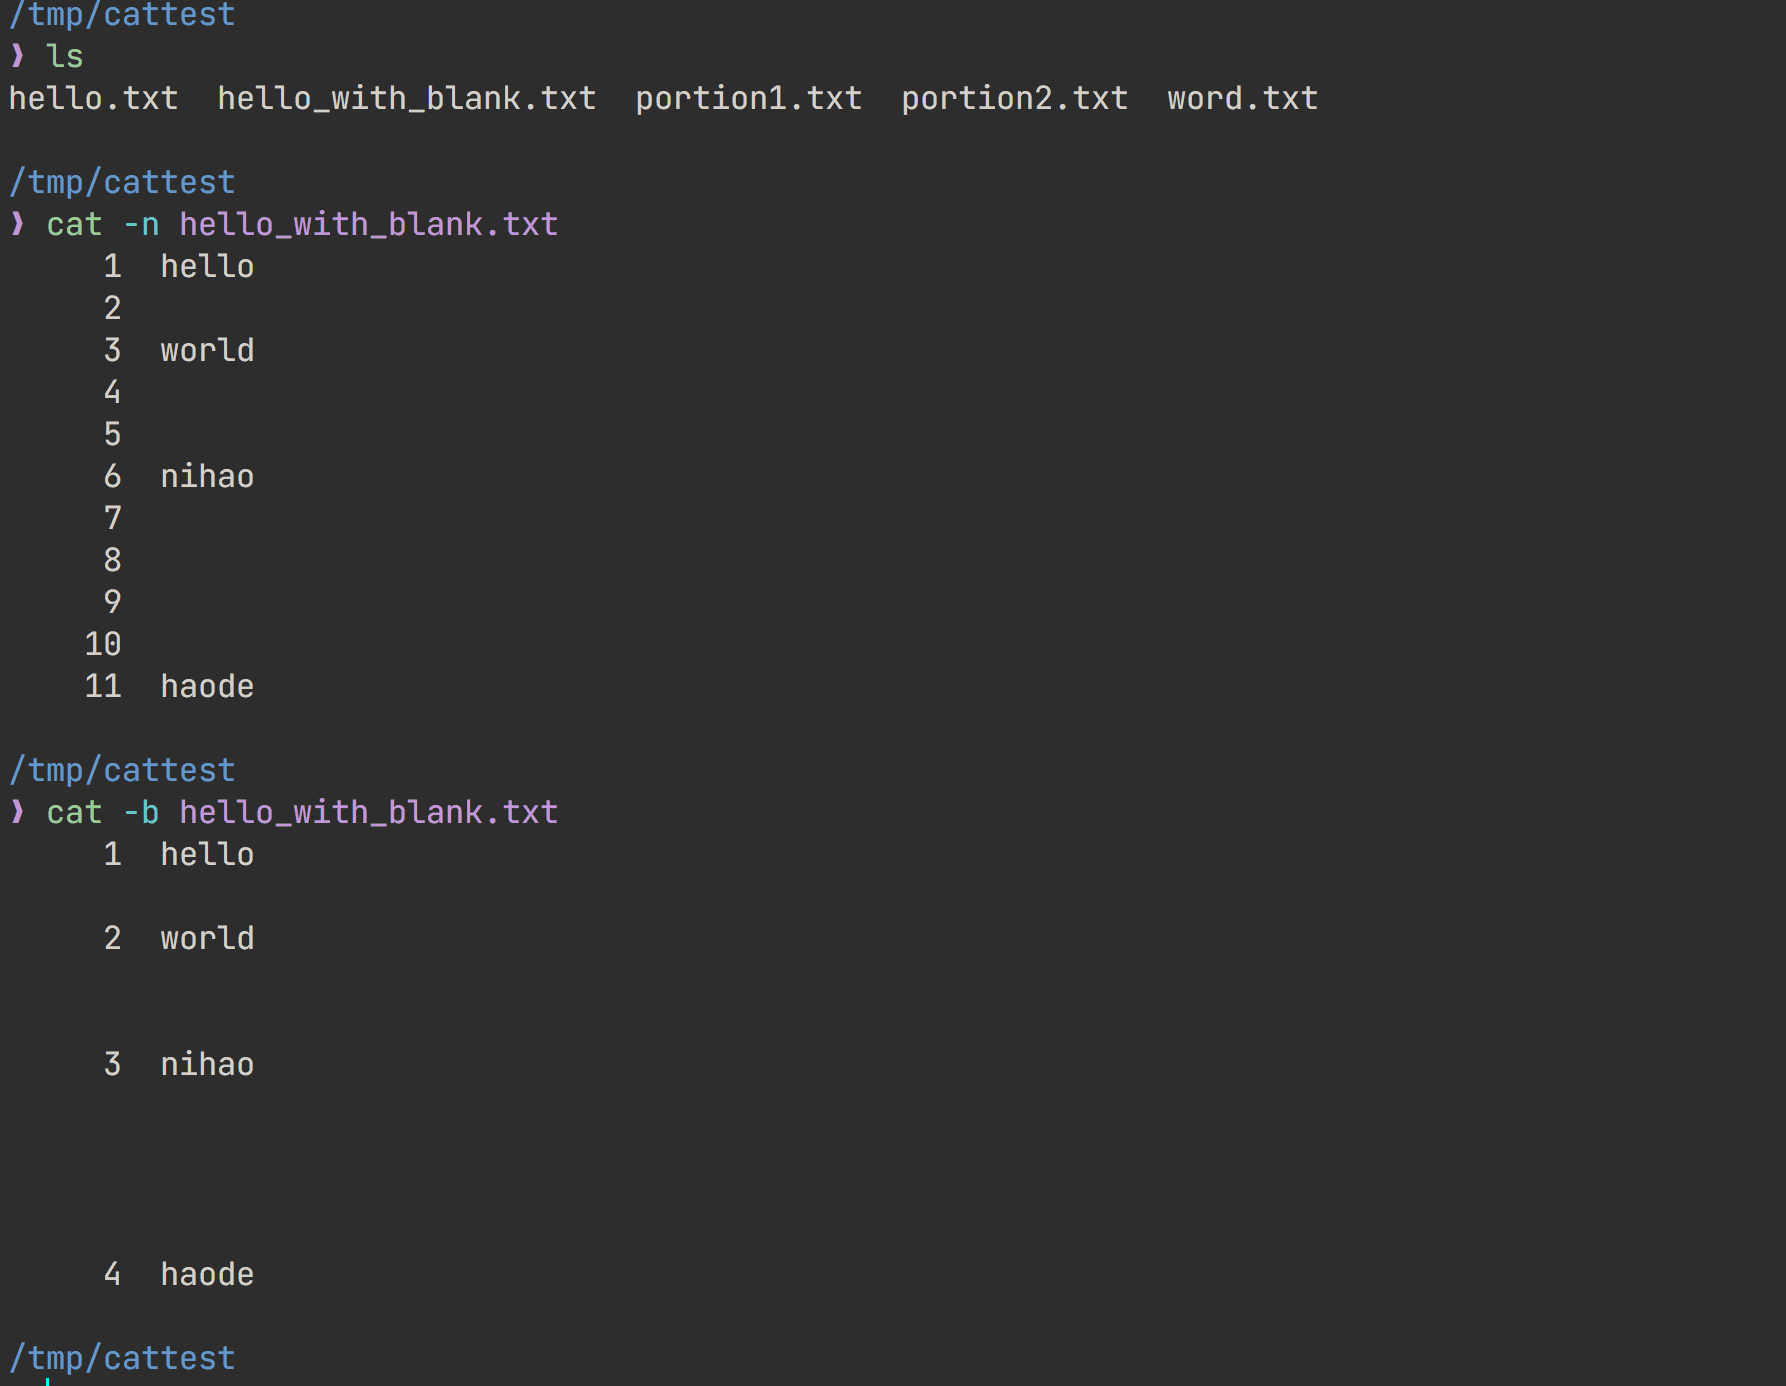 /tmp/cattest
❯ ls
hello.txt  hello_with_blank.txt  portion1.txt  portion2.txt  word.txt
/tmp/cattest
❯ cat -n hello_with_blank.txt
     1  hello
     2
     3  world
     4
     5
     6  nihao
     7
     8
     9
    10
    11  haode
/tmp/cattest
❯ cat -b hello_with_blank.txt
     1  hello
     2  world
     3  nihao
     4  haode
/tmp/cattest